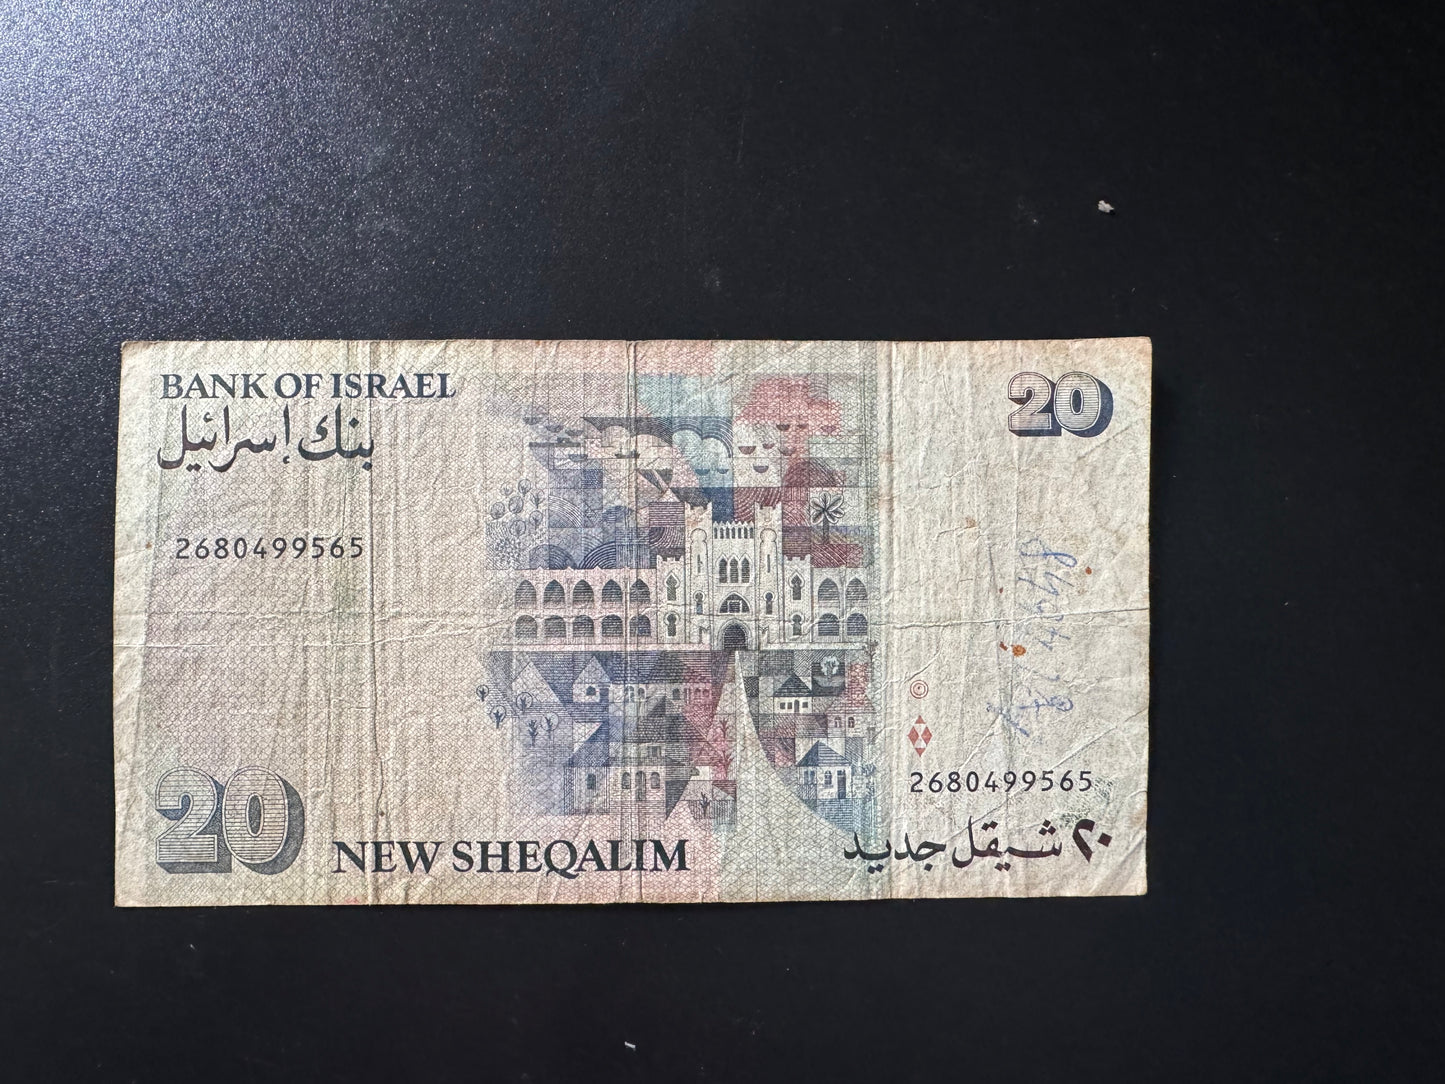 BANK OF ISRAEL
20
بنك إسرائيل
2680499565
©
2680499565
20
NEW SHEQALIM
٢٠ شيقل جديد